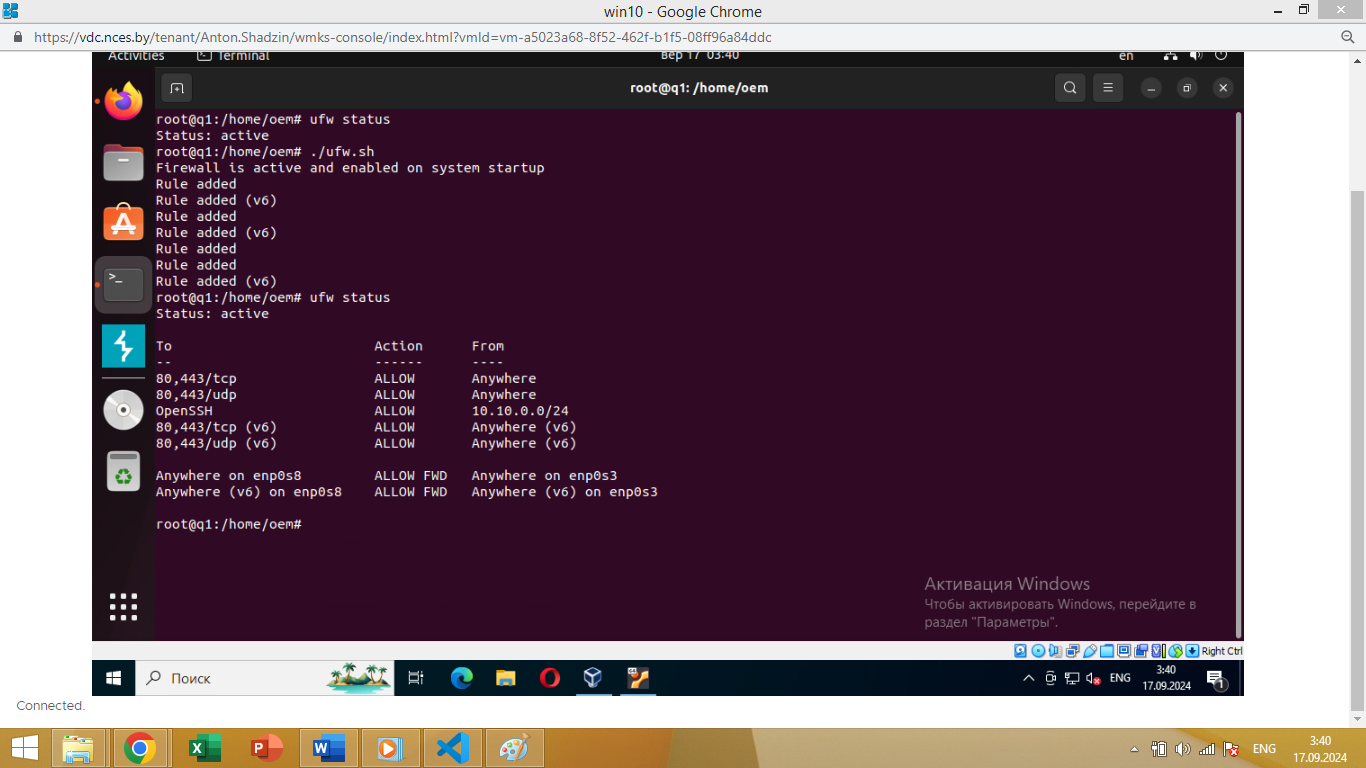 win10 - Google Chrome
https://vdc.nces.by/tenant/Anton.Shadzin/wmks-console/index.html?vmId=vm-a5023a68-8f52-462f-b1f5-08ff96a84ddc
Activities Terminal Вер 17 03:40 en
root@q1: /home/oem
root@q1:/home/oem# ufw status
Status: active
root@q1:/home/oem# ./ufw.sh
Firewall is active and enabled on system startup
Rule added
Rule added (v6)
Rule added
Rule added (v6)
Rule added
Rule added
Rule added (v6)
root@q1:/home/oem# ufw status
Status: active
To Action From
-- ------ ----
80,443/tcp ALLOW Anywhere
80,443/udp ALLOW Anywhere
OpenSSH ALLOW 10.10.0.0/24
80,443/tcp (v6) ALLOW Anywhere (v6)
80,443/udp (v6) ALLOW Anywhere (v6)
Anywhere on enp0s8 ALLOW FWD Anywhere on enp0s3
Anywhere (v6) on enp0s8 ALLOW FWD Anywhere (v6) on enp0s3
root@q1:/home/oem#
Активация Windows
Чтобы активировать Windows, перейдите в
раздел "Параметры".
Right Ctrl
Поиск ENG 3:40
17.09.2024
1
Connected.
ENG 3:40
17.09.2024